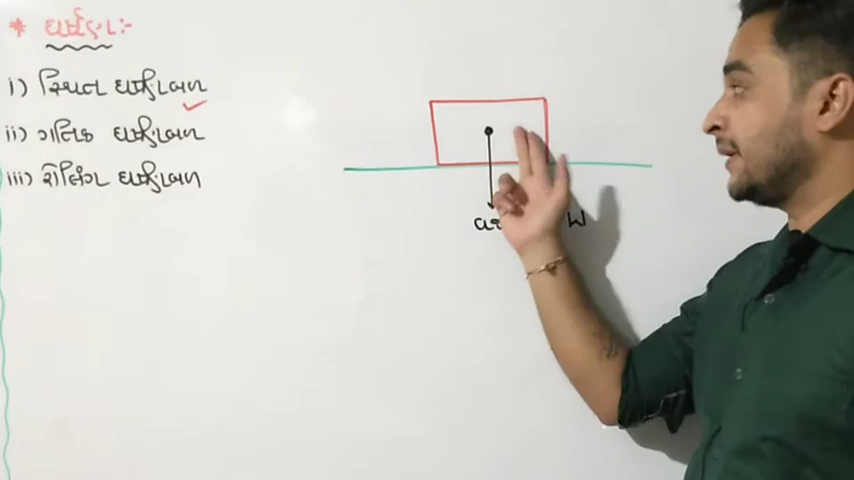 * ઘર્ષણ :-
i) સ્થિત ઘર્ષણબળ
ii) ગતિક ઘર્ષણબળ
iii) રોલિંગ ઘર્ષણબળ
W